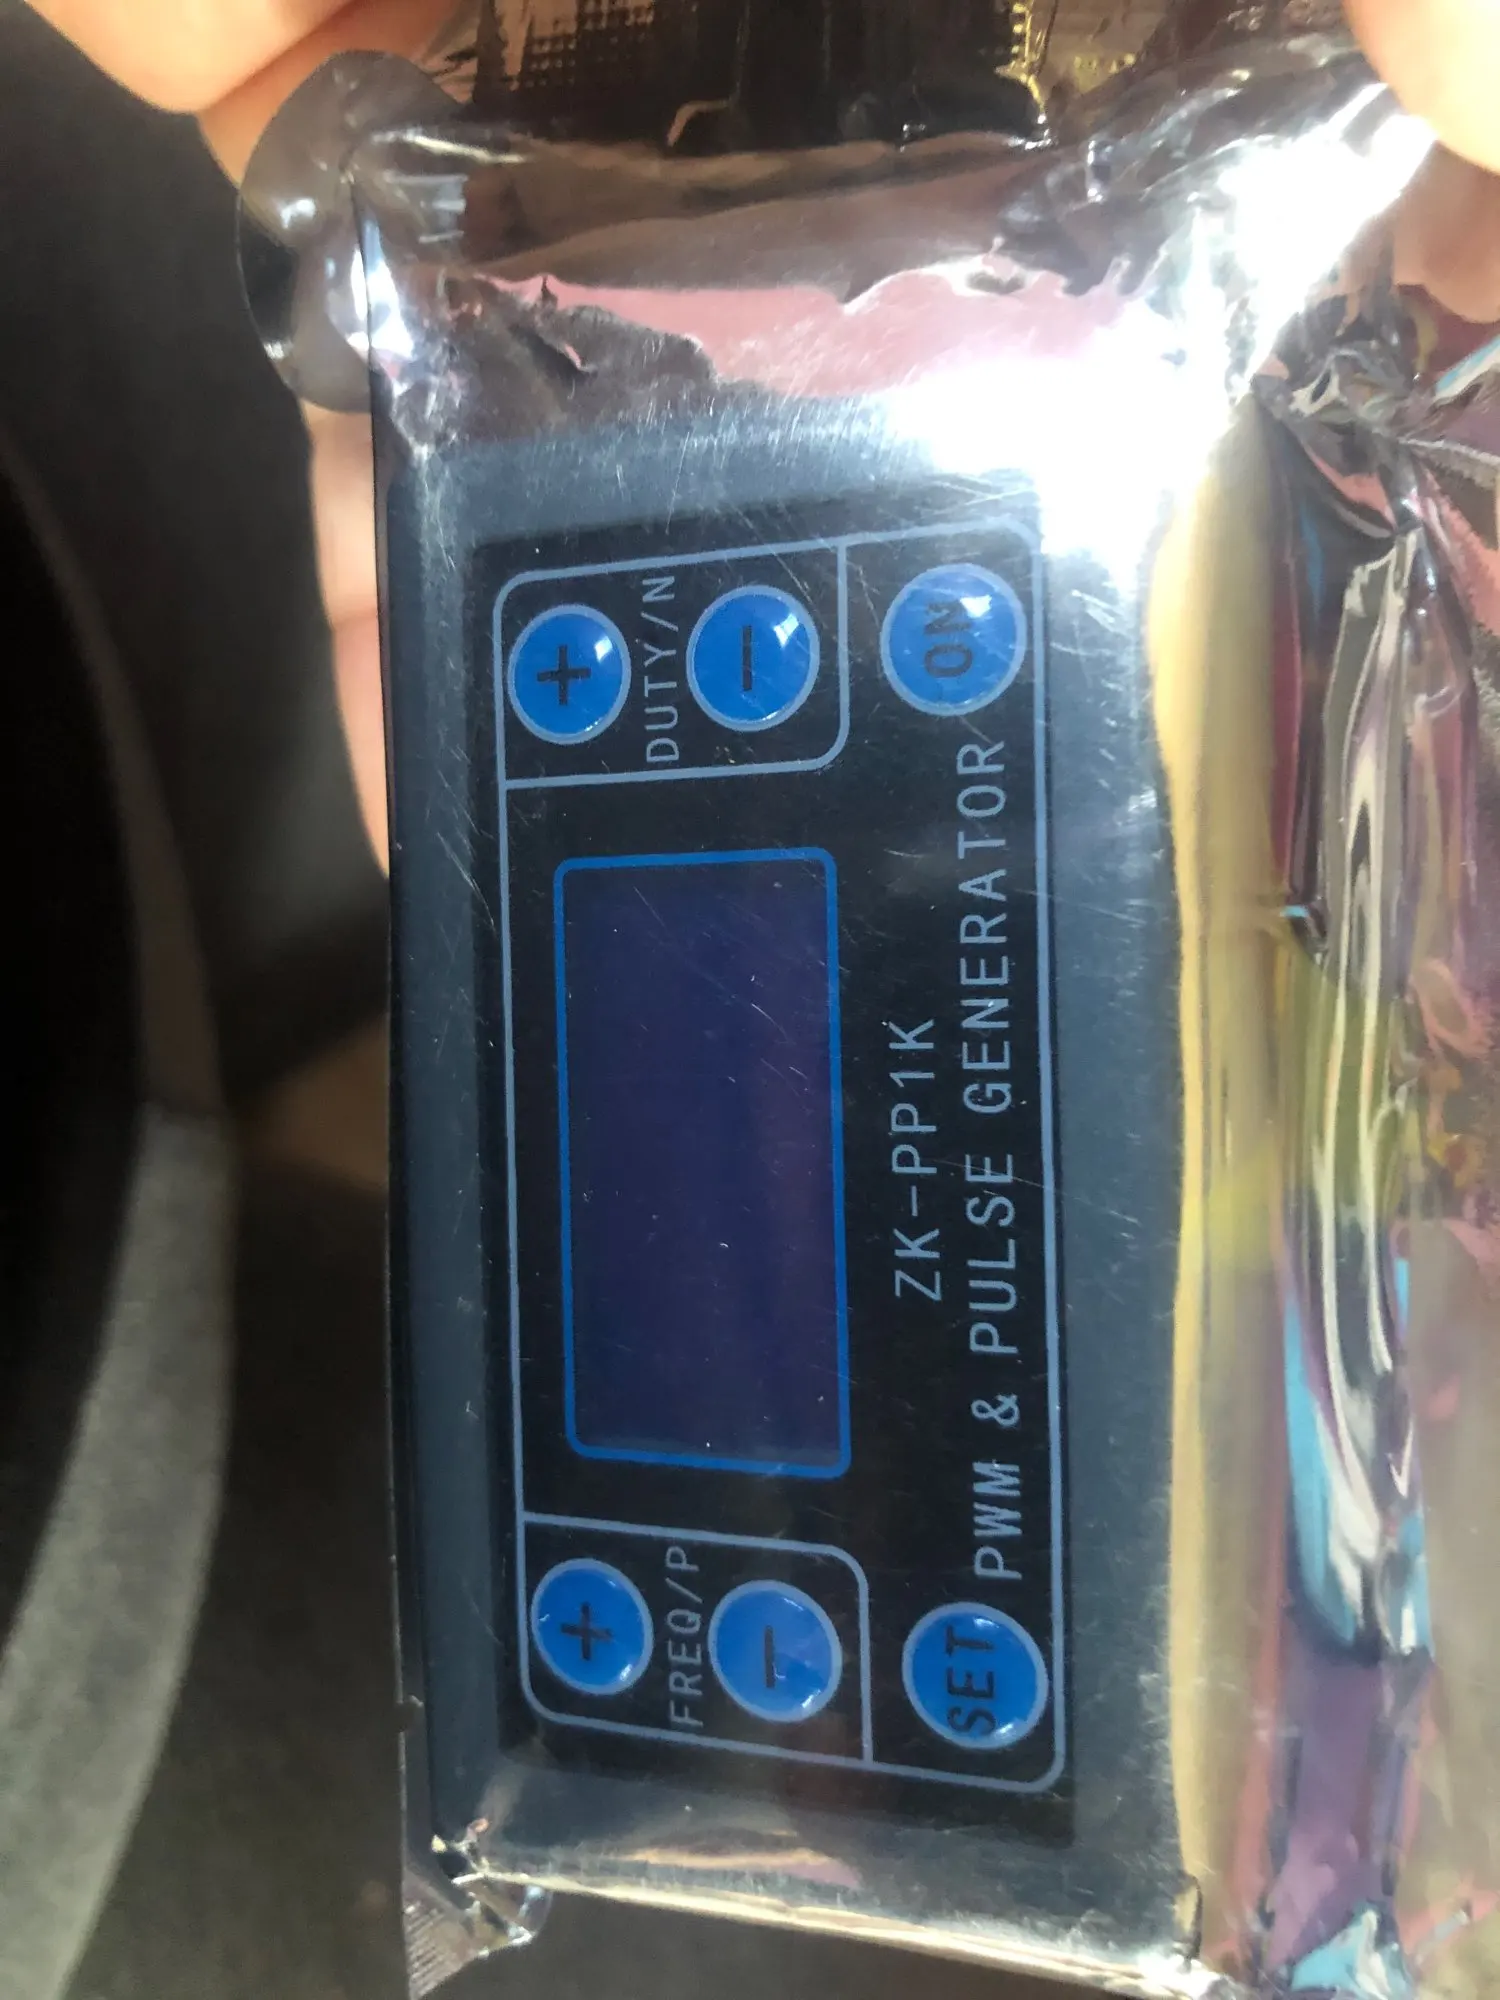 +
FREQ/P
−
+
DUTY/N
−
ZK-PP1K
SET
PWM & PULSE GENERATOR
ON